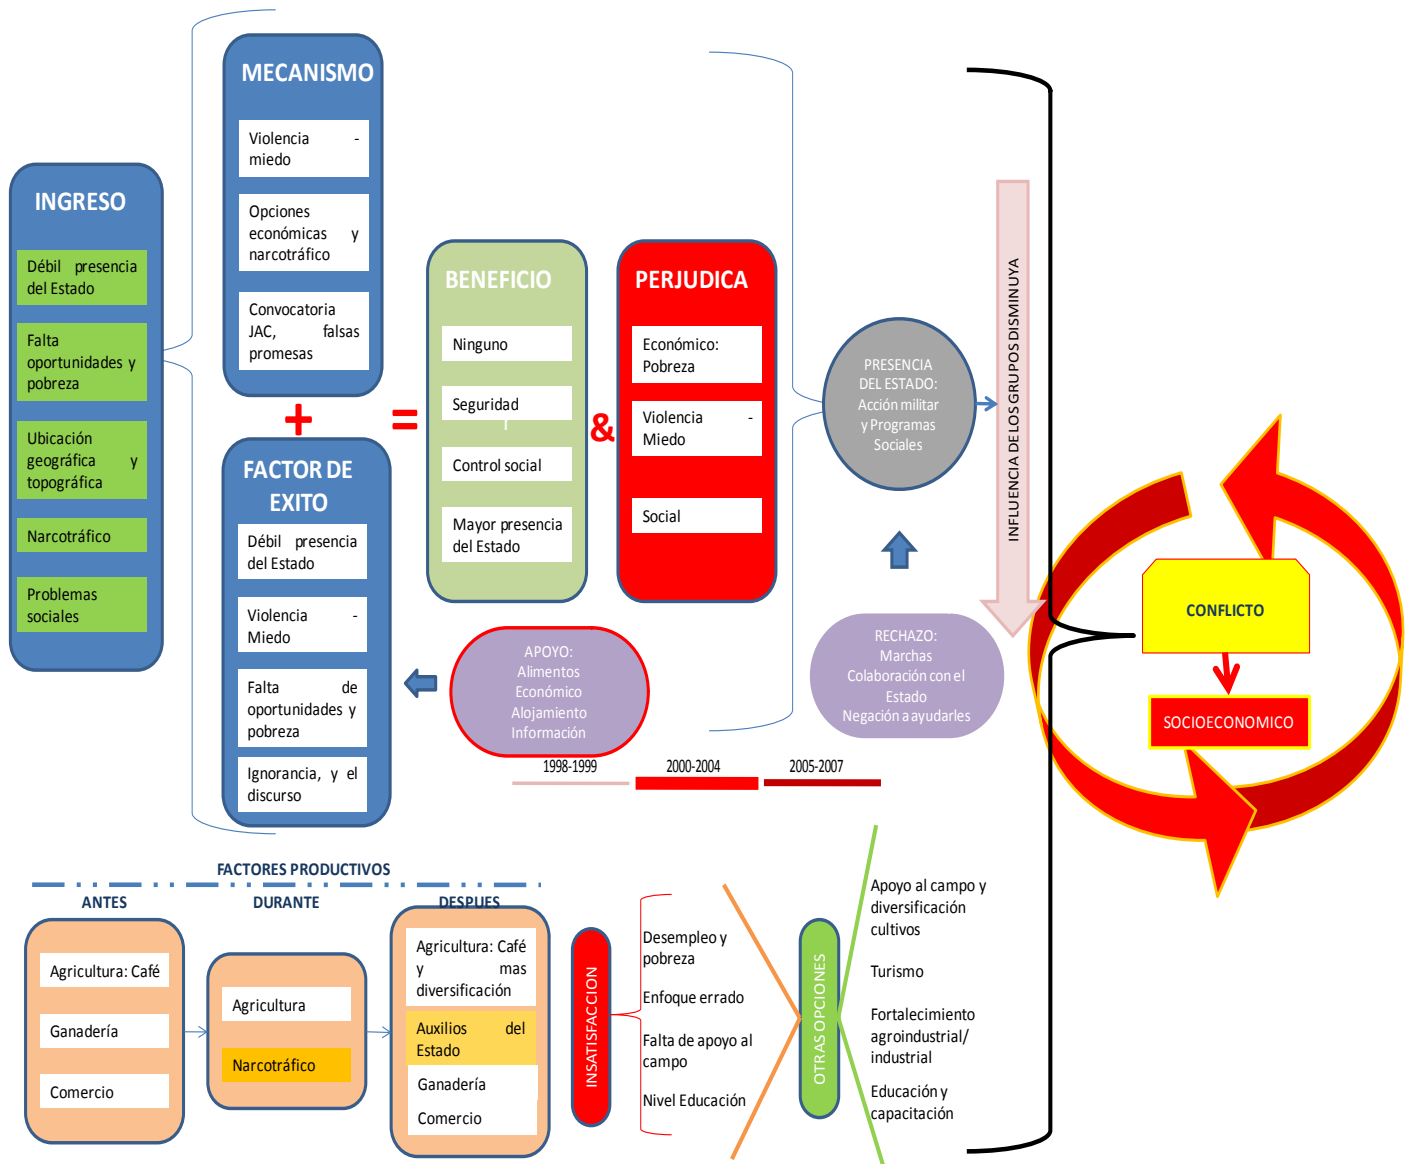 INGRESO
Débil presencia
del Estado
Falta
oportunidades y
pobreza
Ubicación
geográfica y
topográfica
Narcotráfico
Problemas
sociales
MECANISMO
Violencia -
miedo
Opciones
económicas y
narcotráfico
Convocatoria
JAC, falsas
promesas
+
FACTOR DE
EXITO
Débil presencia
del Estado
Violencia -
Miedo
Falta de
oportunidades y
pobreza
Ignorancia, y el
discurso
=
BENEFICIO
Ninguno
Seguridad
Control social
Mayor presencia
del Estado
&
PERJUDICA
Económico:
Pobreza
Violencia -
Miedo
Social
APOYO:
Alimentos
Económico
Alojamiento
Información
PRESENCIA
DEL ESTADO:
Acción militar
y Programas
Sociales
RECHAZO:
Marchas
Colaboración con el
Estado
Negación a ayudarles
INFLUENCIA DE LOS GRUPOS DISMINUYA
CONFLICTO
SOCIOECONOMICO
1998-1999
2000-2004
2005-2007
FACTORES PRODUCTIVOS
ANTES
DURANTE
DESPUES
Agricultura: Café
Ganadería
Comercio
Agricultura
Narcotráfico
Agricultura: Café
y mas
diversificación
Auxilios del
Estado
Ganadería
Comercio
INSATISFACCION
Desempleo y
pobreza
Enfoque errado
Falta de apoyo al
campo
Nivel Educación
OTRAS OPCIONES
Apoyo al campo y
diversificación
cultivos
Turismo
Fortalecimiento
agroindustrial/
industrial
Educación y
capacitación